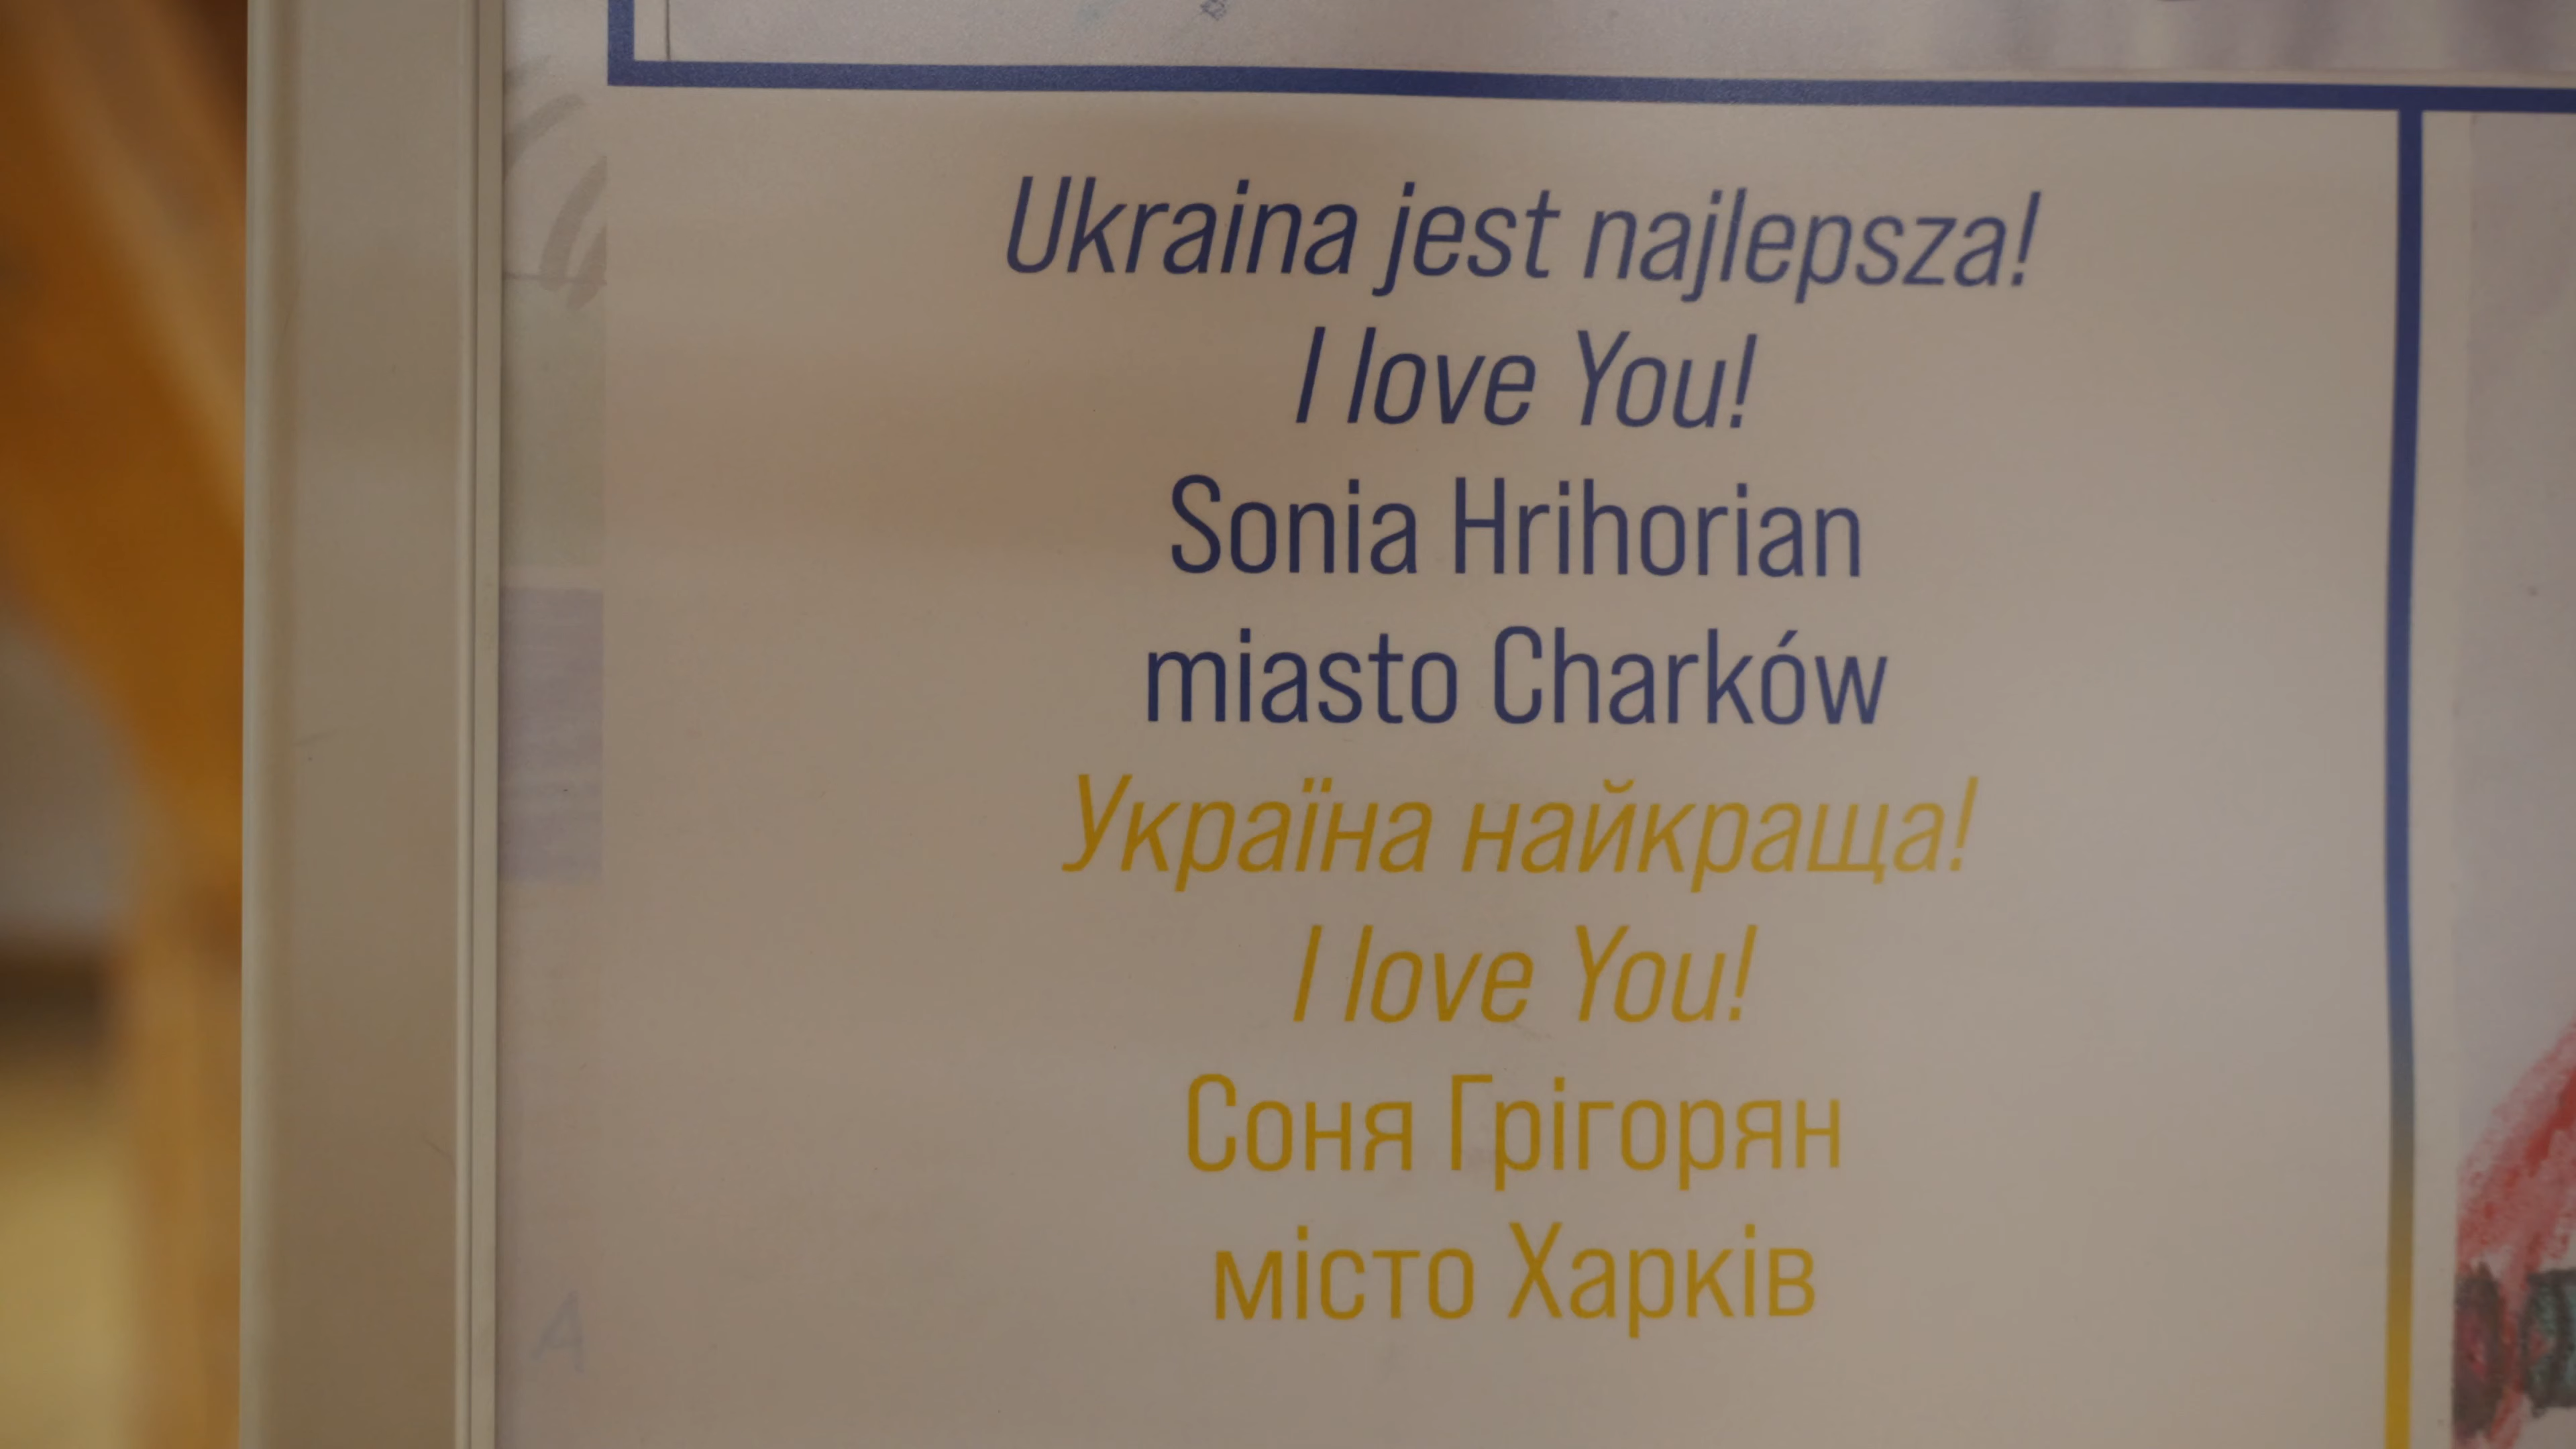 Ukraina jest najlepsza!
I love You!
Sonia Hrihorian
miasto Charków
Україна найкраща!
I love You!
Соня Грігорян
місто Харків